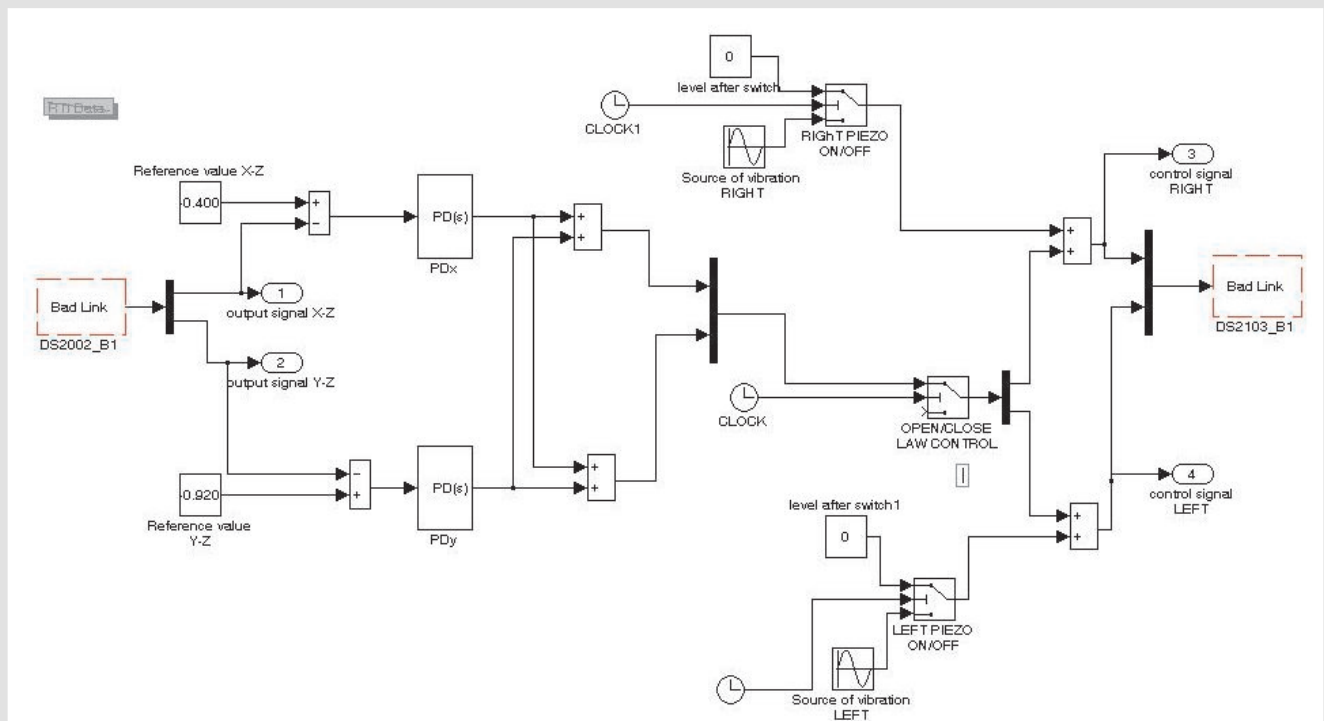 0
level after switch
RTI Data
CLOCK1
RIGhT PIEZO
ON/OFF
Source of vibration
RIGHT
Reference value X-Z
-0.400
+
−
PD(s)
PDx
+
+
+
+
3
control signal
RIGHT
Bad Link
DS2002_B1
1
output signal X-Z
2
output signal Y-Z
Bad Link
DS2103_B1
CLOCK
OPEN/CLOSE
LAW CONTROL
−
+
-0.920
Reference value
Y-Z
PD(s)
PDy
+
+
4
control signal
LEFT
level after switch1
0
+
+
LEFT PIEZO
ON/OFF
Source of vibration
LEFT